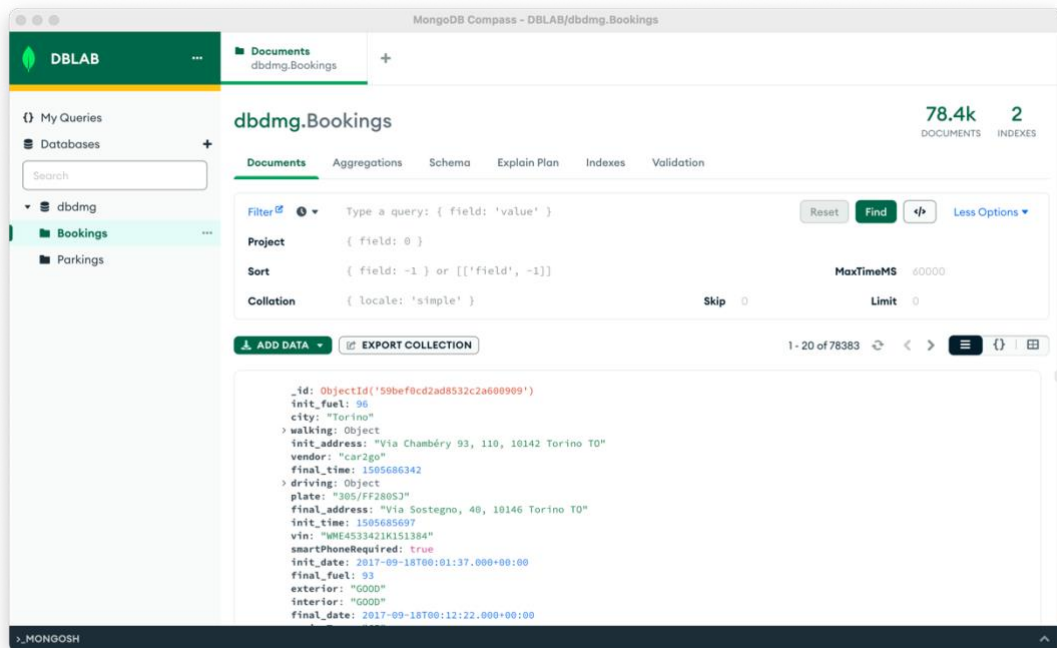 MongoDB Compass - DBLAB/dbdmg.Bookings
DBLAB
...
Documents
dbdmg.Bookings
+
{} My Queries
Databases
+
Search
dbdmg
Bookings
...
Parkings
dbdmg.Bookings
78.4k
DOCUMENTS
2
INDEXES
Documents Aggregations Schema Explain Plan Indexes Validation
Filter Type a query: { field: 'value' } Reset Find </> Less Options
Project { field: 0 }
Sort { field: -1 } or [['field', -1]] MaxTimeMS 60000
Collation { locale: 'simple' } Skip 0 Limit 0
ADD DATA EXPORT COLLECTION 1 - 20 of 78383 < > {}
_id: ObjectId('59bef0cd2ad8532c2a600909')
init_fuel: 96
city: "Torino"
> walking: Object
init_address: "Via Chambéry 93, 110, 10142 Torino TO"
vendor: "car2go"
final_time: 1505686342
> driving: Object
plate: "305/FF280SJ"
final_address: "Via Sostegno, 40, 10146 Torino TO"
init_time: 1505685697
vin: "WME4533421K151384"
smartPhoneRequired: true
init_date: 2017-09-18T00:01:37.000+00:00
final_fuel: 93
exterior: "GOOD"
interior: "GOOD"
final_date: 2017-09-18T00:12:22.000+00:00
>_MONGOSH